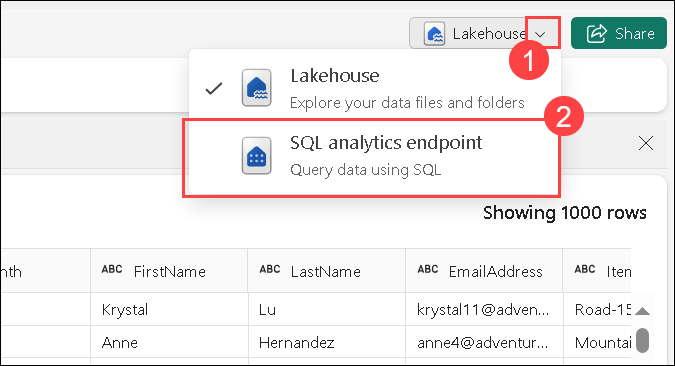 Lakehouse
Share
1
Lakehouse
Explore your data files and folders
2
SQL analytics endpoint
Query data using SQL
Showing 1000 rows
nth ABC FirstName ABC LastName ABC EmailAddress ABC Item
Krystal Lu krystal11@adven... Road-15
Anne Hernandez anne4@adventur... Mountai